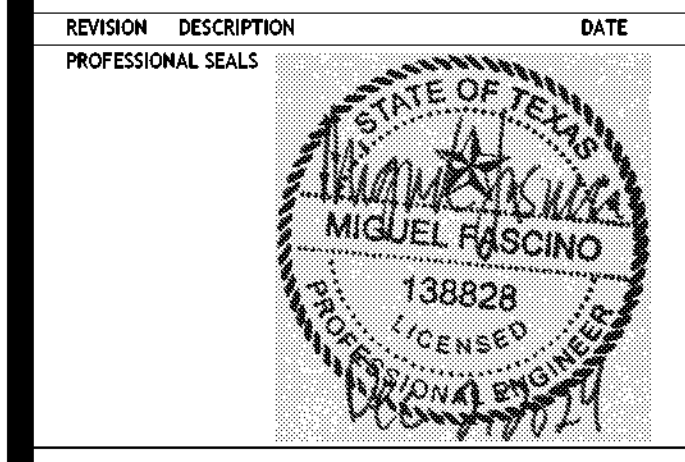 REVISION DESCRIPTION DATE
PROFESSIONAL SEALS
STATE OF TEXAS
MIGUEL FASCINO
138828
LICENSED
PROFESSIONAL ENGINEER